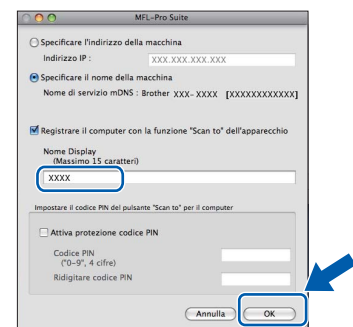 MFL-Pro Suite
Specificare l'indirizzo della macchina
Indirizzo IP : XXX.XXX.XXX.XXX
Specificare il nome della macchina
Nome di servizio mDNS : Brother XXX-XXXX [XXXXXXXXXXXX]
Registrare il computer con la funzione "Scan to" dell'apparecchio
Nome Display
(Massimo 15 caratteri)
XXXX
Impostare il codice PIN del pulsante "Scan to" per il computer
Attiva protezione codice PIN
Codice PIN
("0-9", 4 cifre)
Ridigitare codice PIN
Annulla OK